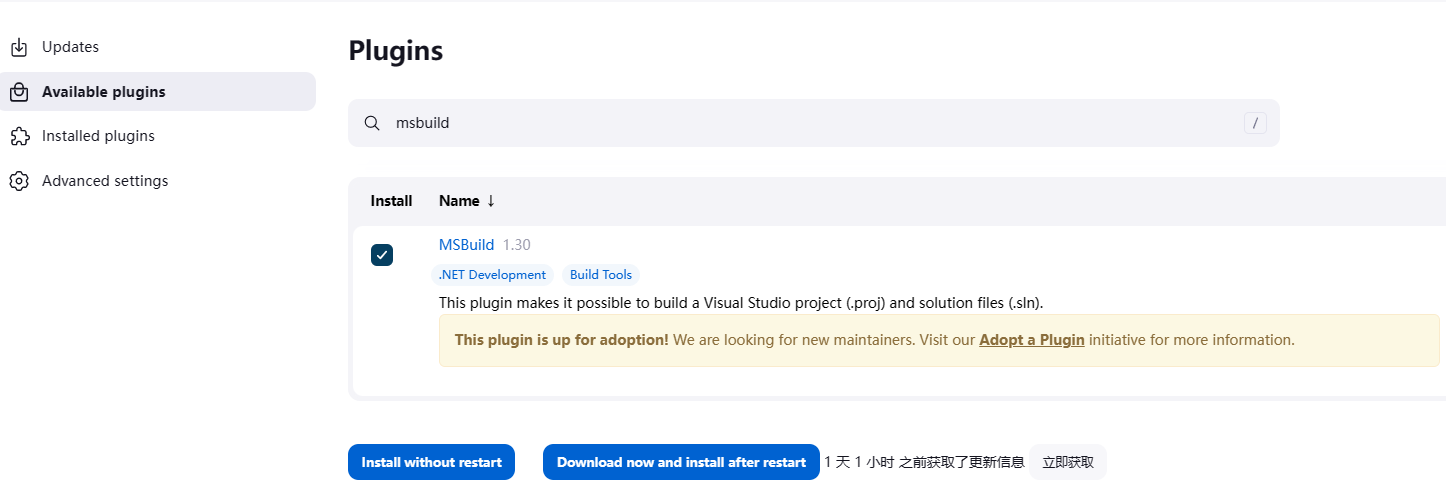 Updates
Available plugins
Installed plugins
Advanced settings
Plugins
msbuild /
Install Name ↓
MSBuild 1.30
.NET Development Build Tools
This plugin makes it possible to build a Visual Studio project (.proj) and solution files (.sln).
This plugin is up for adoption! We are looking for new maintainers. Visit our Adopt a Plugin initiative for more information.
Install without restart Download now and install after restart 1 天 1 小时 之前获取了更新信息 立即获取